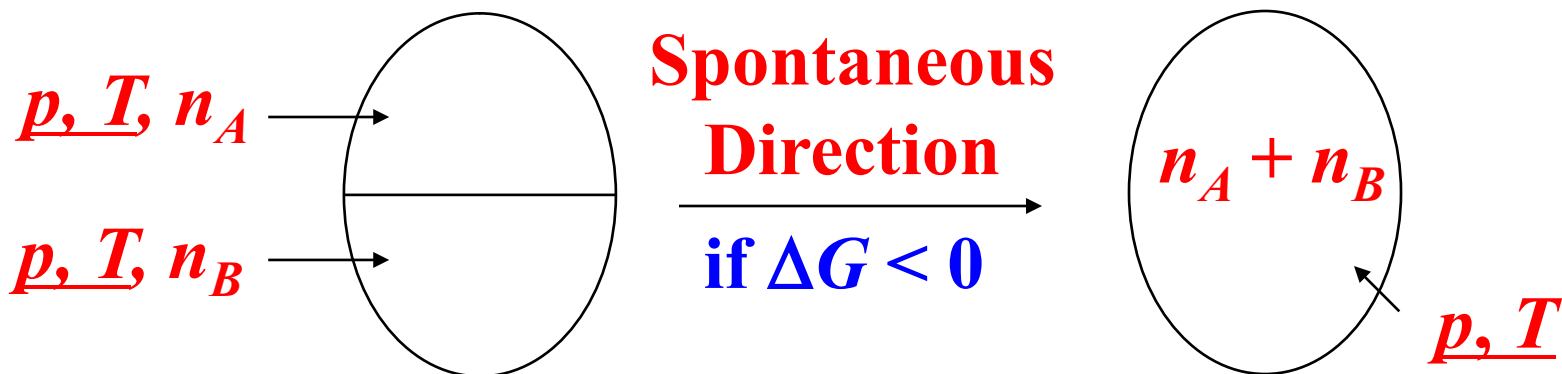 p, T, nA
p, T, nB
Spontaneous
Direction
if ΔG < 0
nA + nB
p, T